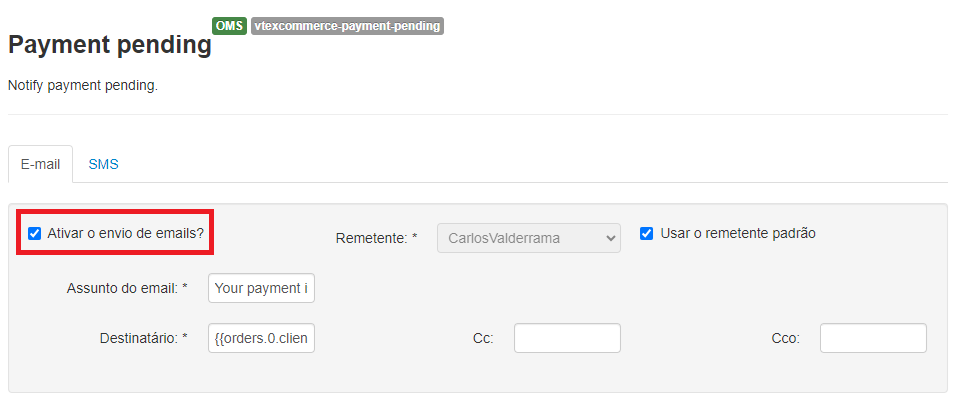 Payment pending OMS vtexcommerce-payment-pending
Notify payment pending.
E-mail SMS
Ativar o envio de emails? Remetente: * CarlosValderrama Usar o remetente padrão
Assunto do email: * Your payment i
Destinatário: * {{orders.0.clien Cc: Cco: